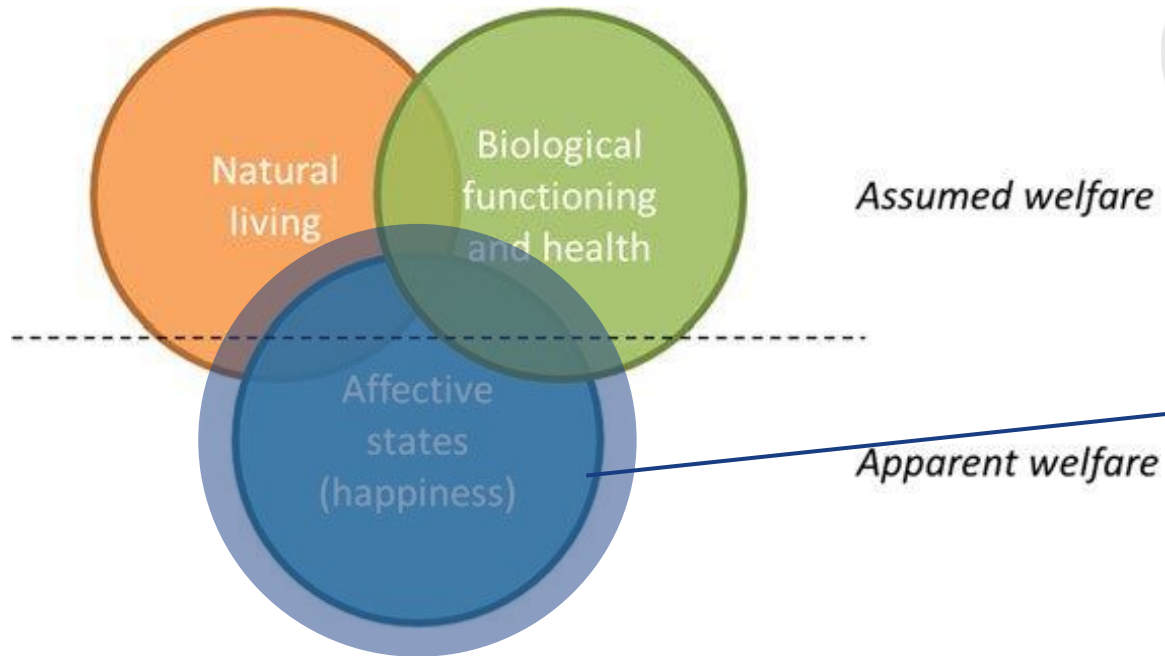 Natural
living
Biological
functioning
and health
Assumed welfare
Affective
states
(happiness)
Apparent welfare